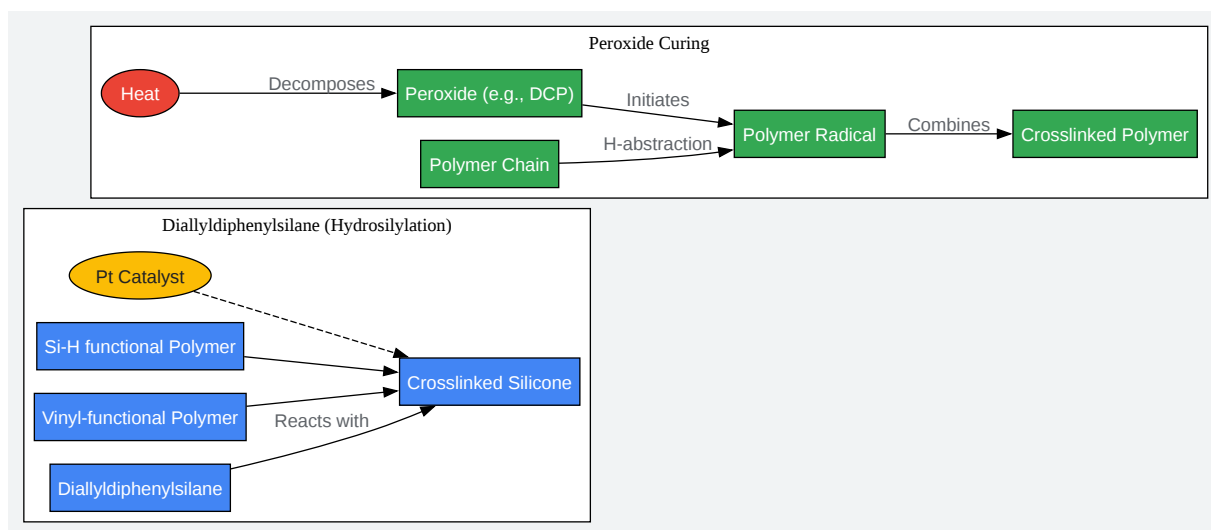 Peroxide Curing
Heat
Decomposes
Peroxide (e.g., DCP)
Initiates
Polymer Chain
H-abstraction
Polymer Radical
Combines
Crosslinked Polymer
Diallyldiphenylsilane (Hydrosilylation)
Pt Catalyst
Si-H functional Polymer
Vinyl-functional Polymer
Diallyldiphenylsilane
Reacts with
Crosslinked Silicone